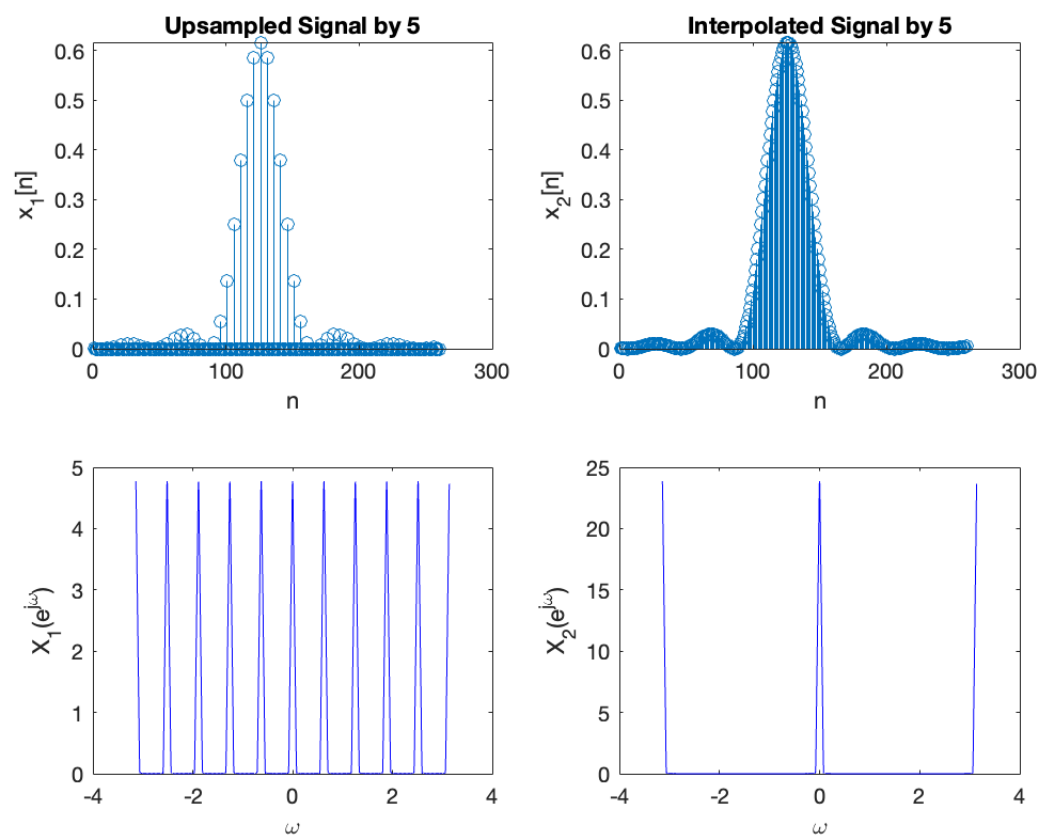 Upsampled Signal by 5
x₁[n]
0.6
0.5
0.4
0.3
0.2
0.1
0
0 100 200 300
n
Interpolated Signal by 5
x₂[n]
0.6
0.5
0.4
0.3
0.2
0.1
0
0 100 200 300
n
X₁(e^jω)
5
4
3
2
1
0
-4 -2 0 2 4
ω
X₂(e^jω)
25
20
15
10
5
0
-4 -2 0 2 4
ω